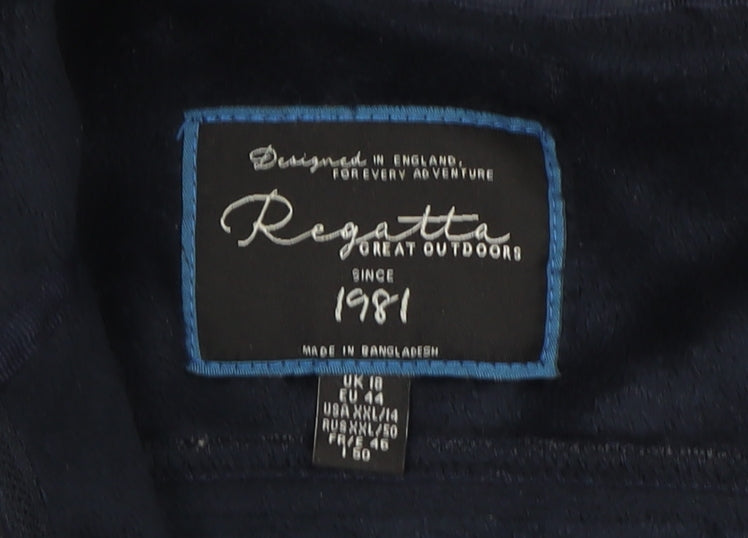 Designed IN ENGLAND,
FOR EVERY ADVENTURE
Regatta
GREAT OUTDOORS
SINCE
1981
MADE IN BANGLADESH
UK 18
EU 44
USA XXL/14
RUS XXL/50
FR/E 46
I 50